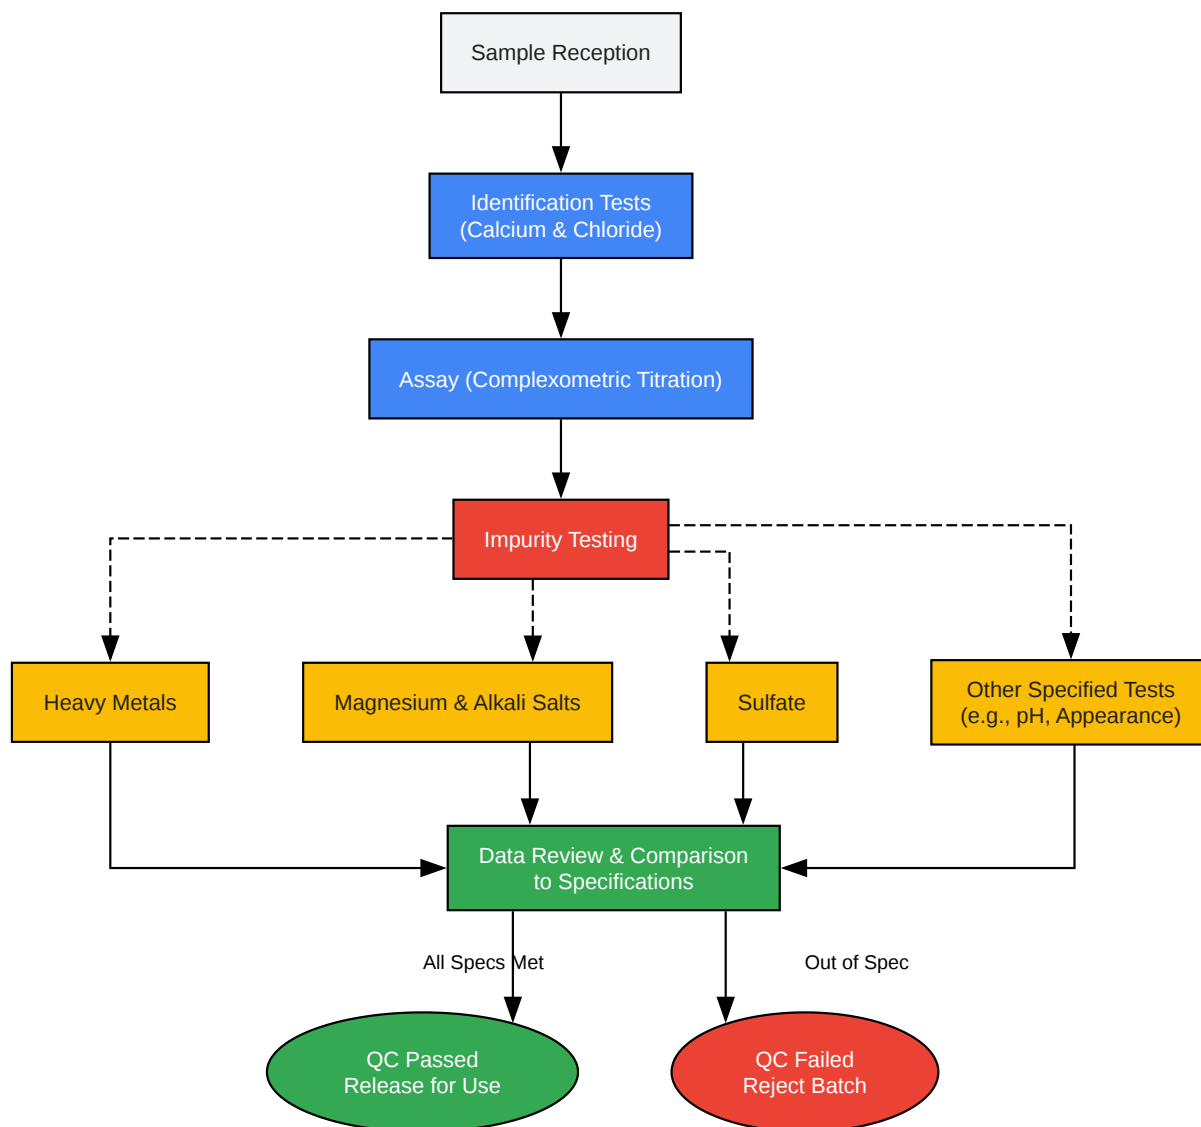 Sample Reception
Identification Tests
(Calcium & Chloride)
Assay (Complexometric Titration)
Impurity Testing
Heavy Metals
Magnesium & Alkali Salts
Sulfate
Other Specified Tests
(e.g., pH, Appearance)
Data Review & Comparison
to Specifications
All Specs Met
Out of Spec
QC Passed
Release for Use
QC Failed
Reject Batch